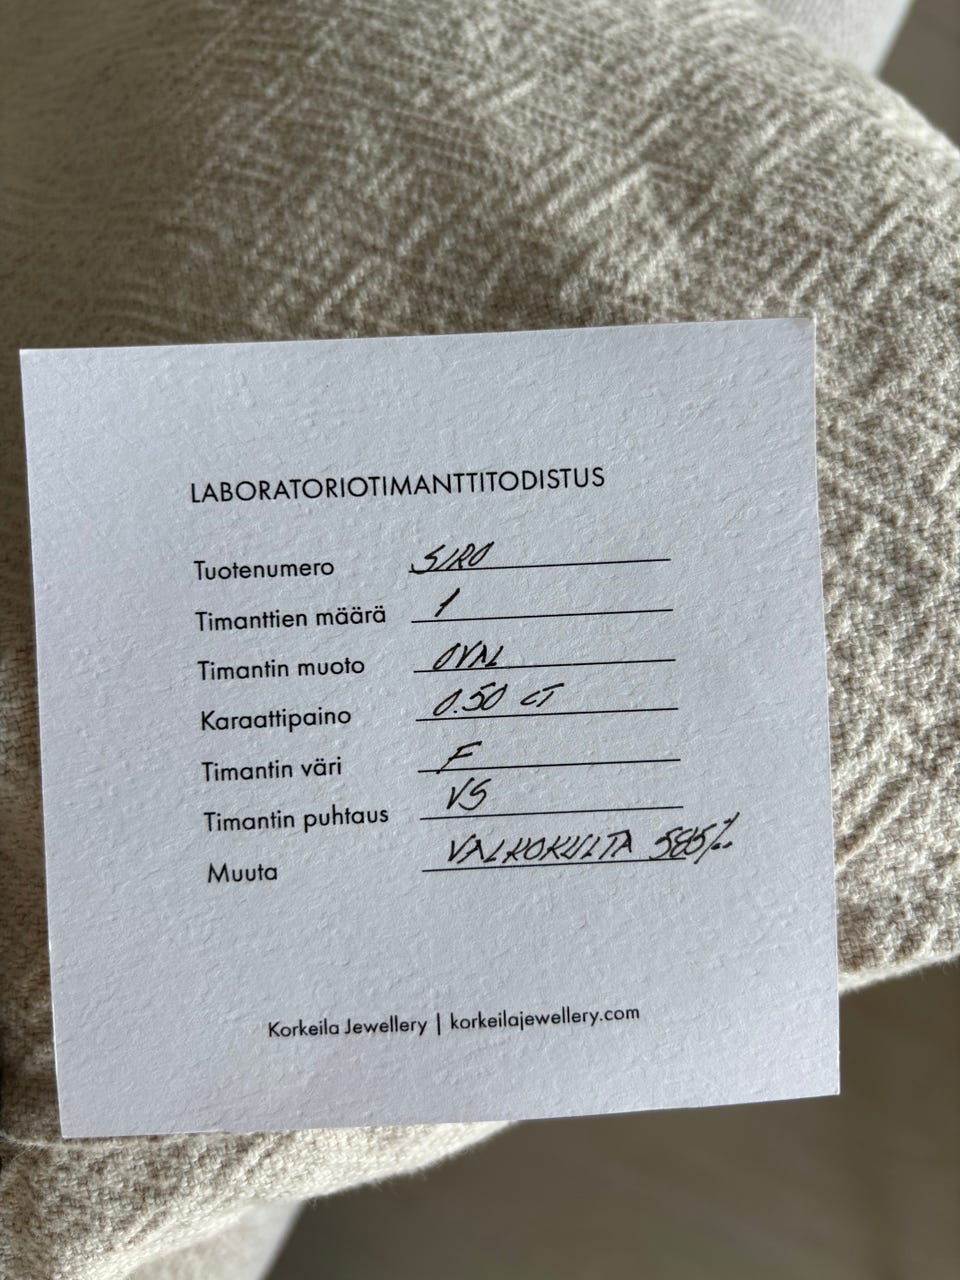 LABORATORIOTIMANTTITODISTUS
Tuotenumero SIRO
Timanttien määrä 1
Timantin muoto OVAL
Karaattipaino 0.50 CT
Timantin väri F
Timantin puhtaus VS
Muuta VALKOKULTA 585‰
Korkeila Jewellery | korkeilajewellery.com